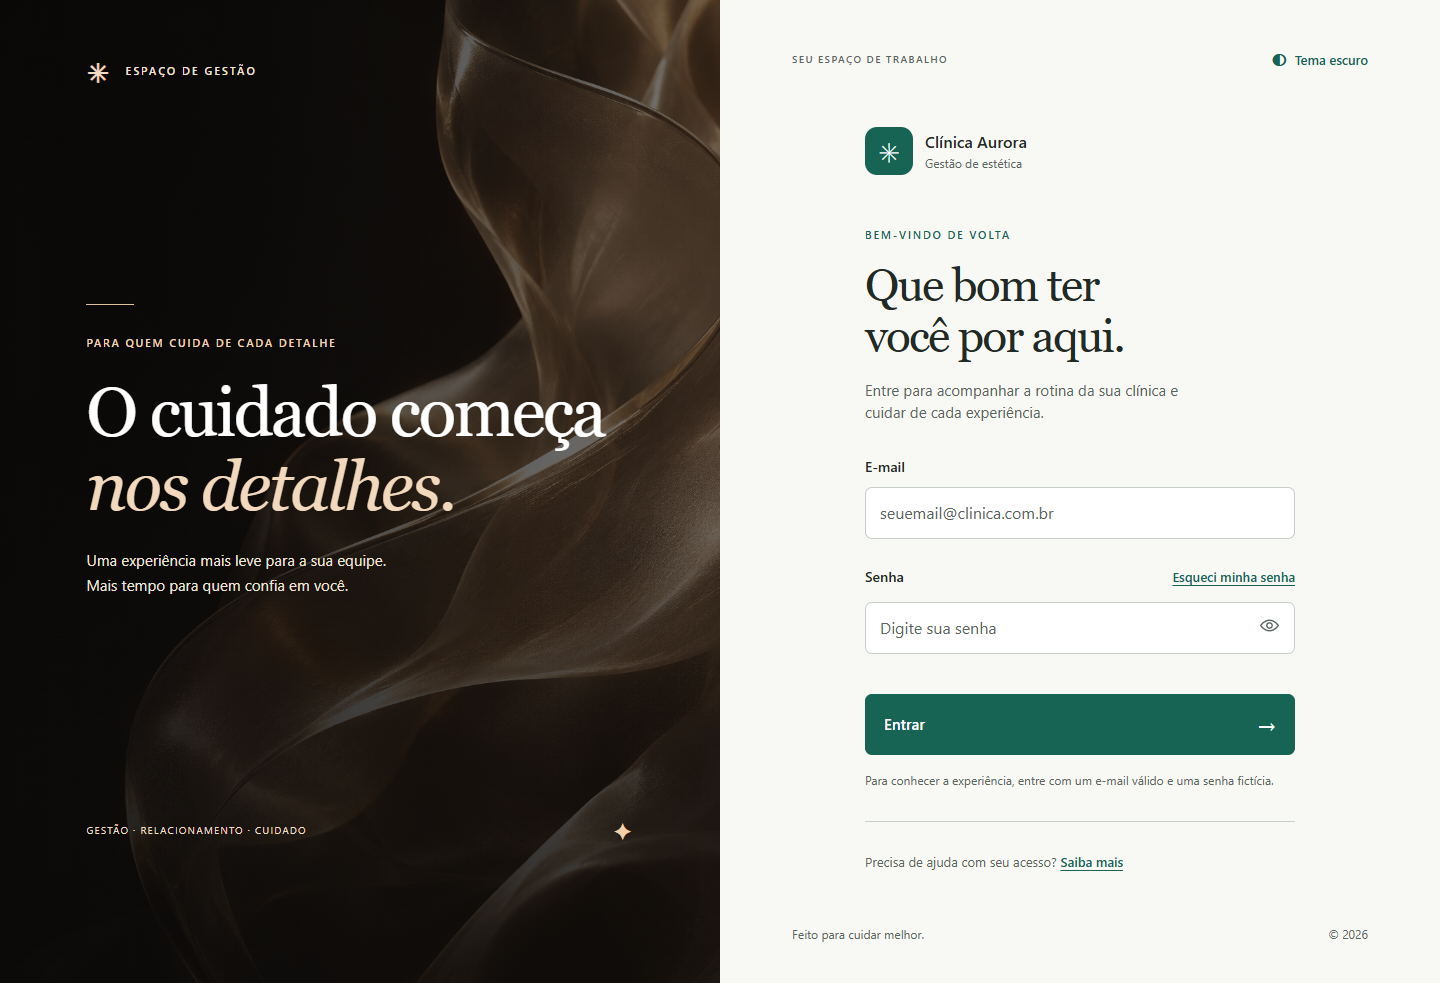 ESPAÇO DE GESTÃO
PARA QUEM CUIDA DE CADA DETALHE
O cuidado começa
nos detalhes.
Uma experiência mais leve para a sua equipe.
Mais tempo para quem confia em você.
GESTÃO · RELACIONAMENTO · CUIDADO
SEU ESPAÇO DE TRABALHO
Tema escuro
Clínica Aurora
Gestão de estética
BEM-VINDO DE VOLTA
Que bom ter
você por aqui.
Entre para acompanhar a rotina da sua clínica e
cuidar de cada experiência.
E-mail
seuemail@clinica.com.br
Senha
Esqueci minha senha
Digite sua senha
Entrar →
Para conhecer a experiência, entre com um e-mail válido e uma senha fictícia.
Precisa de ajuda com seu acesso? Saiba mais
Feito para cuidar melhor.
© 2026